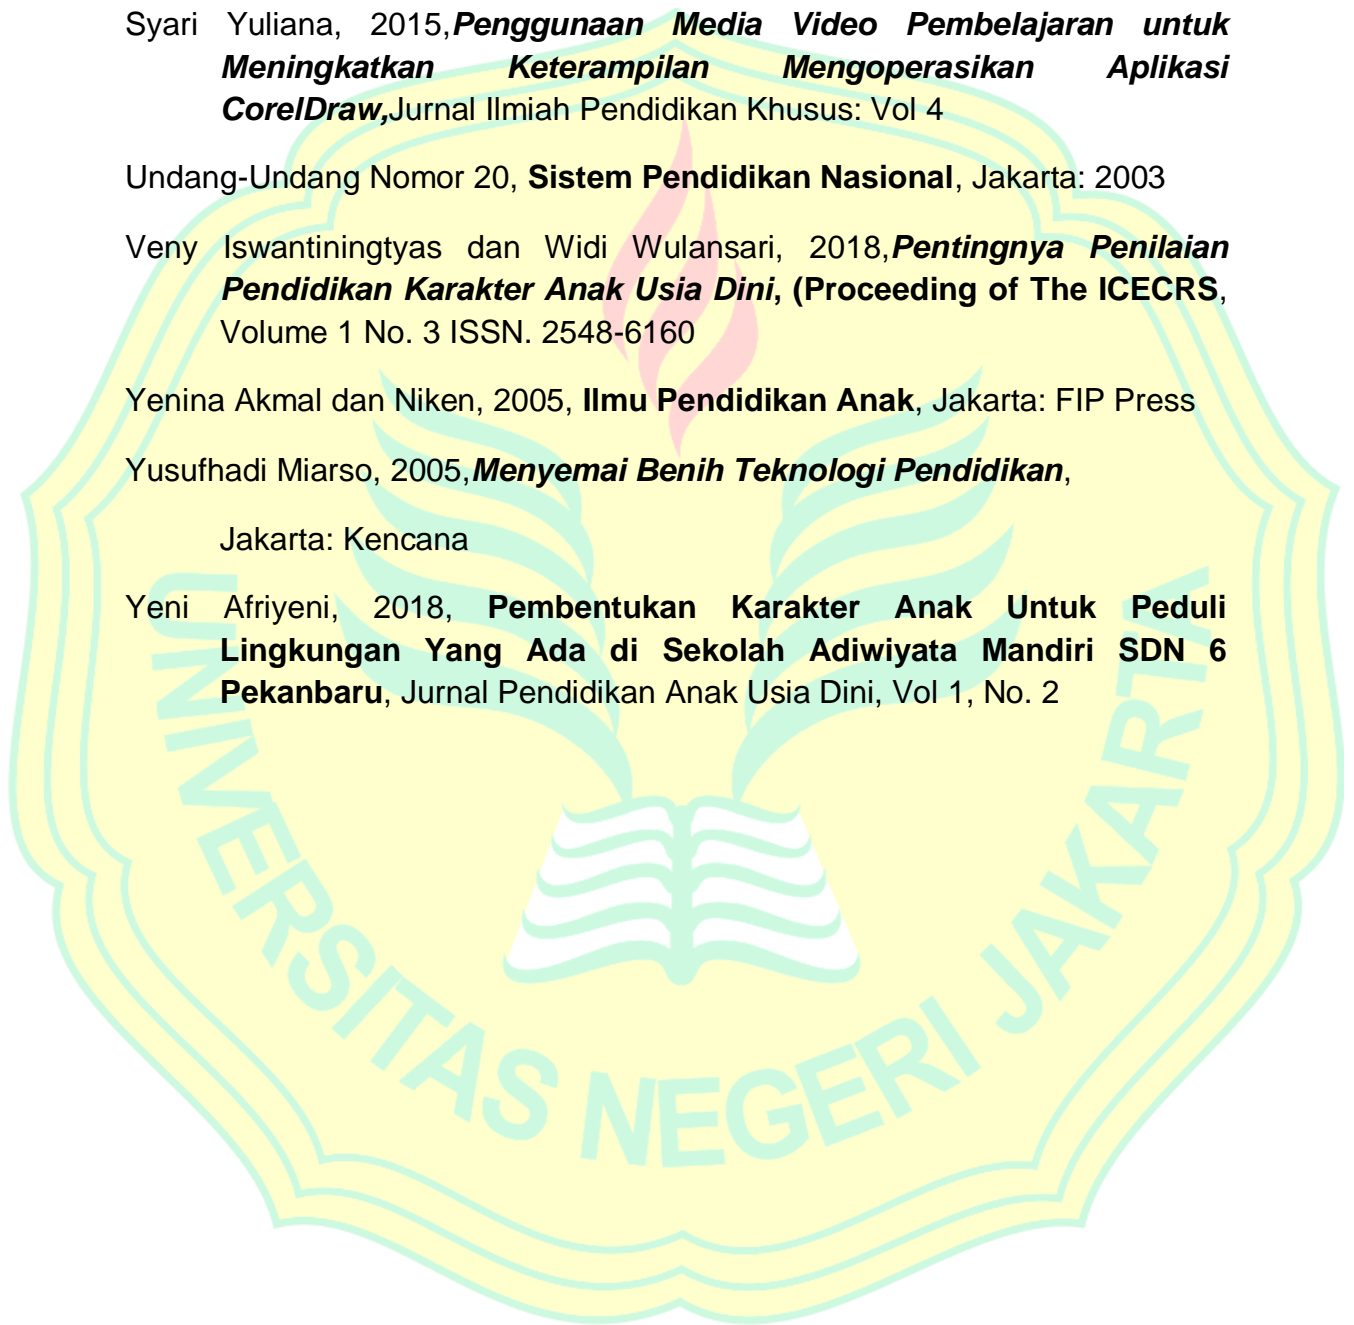 Syari Yuliana, 2015,Penggunaan Media Video Pembelajaran untuk
Meningkatkan Keterampilan Mengoperasikan Aplikasi
CorelDraw,Jurnal Ilmiah Pendidikan Khusus: Vol 4
Undang-Undang Nomor 20, Sistem Pendidikan Nasional, Jakarta: 2003
Veny Iswantiningtyas dan Widi Wulansari, 2018,Pentingnya Penilaian
Pendidikan Karakter Anak Usia Dini, (Proceeding of The ICECRS,
Volume 1 No. 3 ISSN. 2548-6160
Yenina Akmal dan Niken, 2005, Ilmu Pendidikan Anak, Jakarta: FIP Press
Yusufhadi Miarso, 2005,Menyemai Benih Teknologi Pendidikan,
Jakarta: Kencana
Yeni Afriyeni, 2018, Pembentukan Karakter Anak Untuk Peduli
Lingkungan Yang Ada di Sekolah Adiwiyata Mandiri SDN 6
Pekanbaru, Jurnal Pendidikan Anak Usia Dini, Vol 1, No. 2
UNIVERSITAS NEGERI JAKARTA